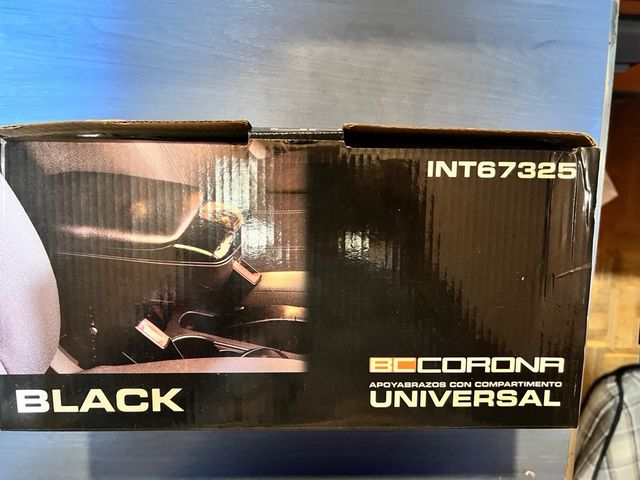 INT67325
BCCORONA
APOYABRAZOS CON COMPARTIMENTO
UNIVERSAL
BLACK